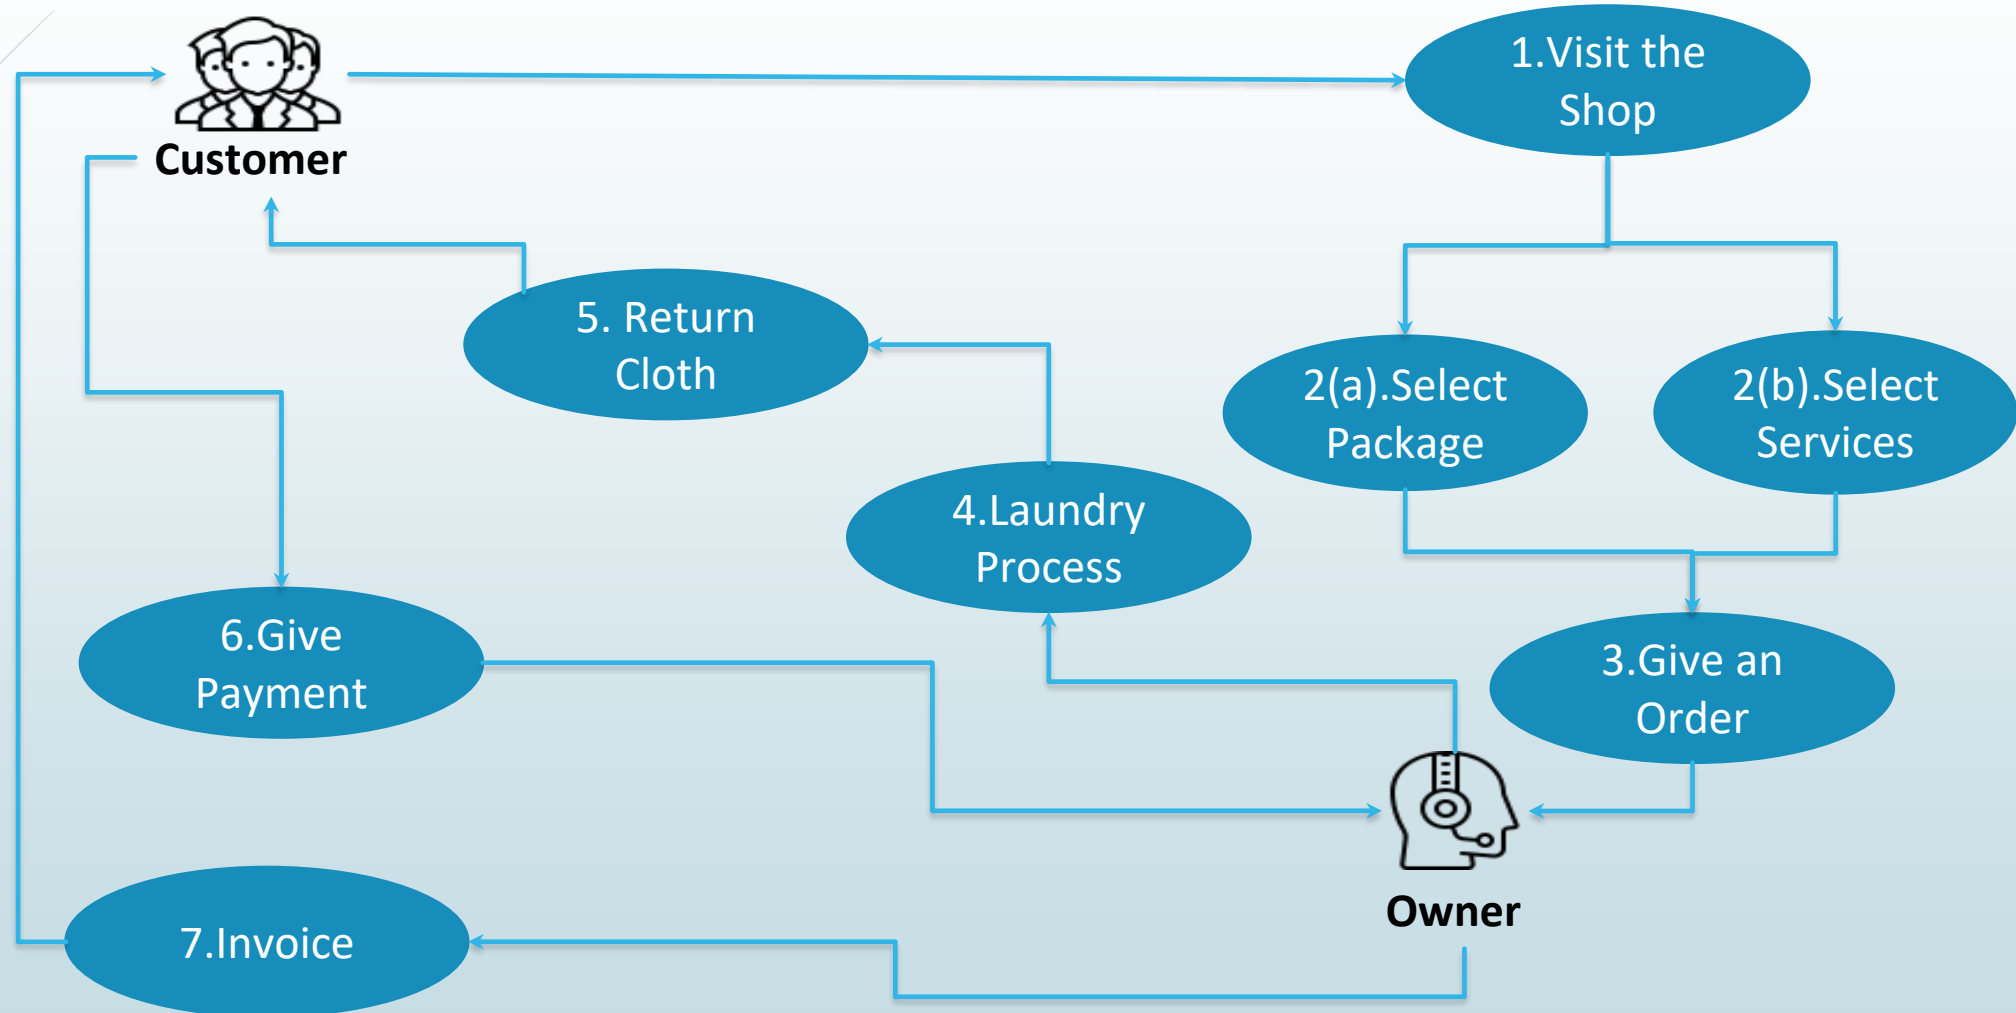 1.Visit the
Shop
Customer
5. Return
Cloth
2(a).Select
Package
2(b).Select
Services
4.Laundry
Process
6.Give
Payment
3.Give an
Order
Owner
7.Invoice